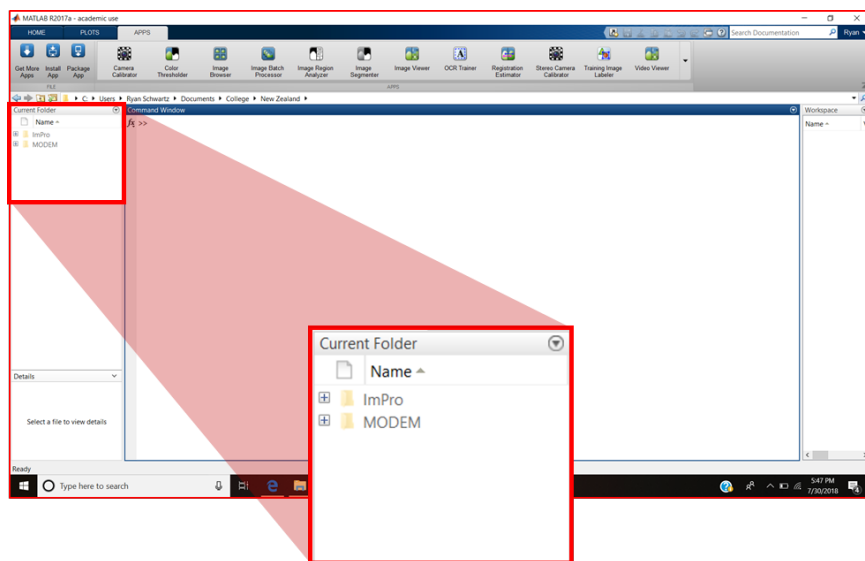 MATLAB R2017a - academic use
HOME PLOTS APPS
Search Documentation
Ryan
Get More Apps
Install App
Package App
Camera Calibrator
Color Thresholder
Image Browser
Image Batch Processor
Image Region Analyzer
Image Segmenter
Image Viewer
OCR Trainer
Registration Estimator
Stereo Camera Calibrator
Training Image Labeler
Video Viewer
FILE
APPS
C: Users Ryan Schwartz Documents College New Zealand
Current Folder
Name
ImPro
MODEM
Command Window
fx >>
Workspace
Name
Current Folder
Name
ImPro
MODEM
Details
Select a file to view details
Ready
Type here to search
5:47 PM
7/30/2018